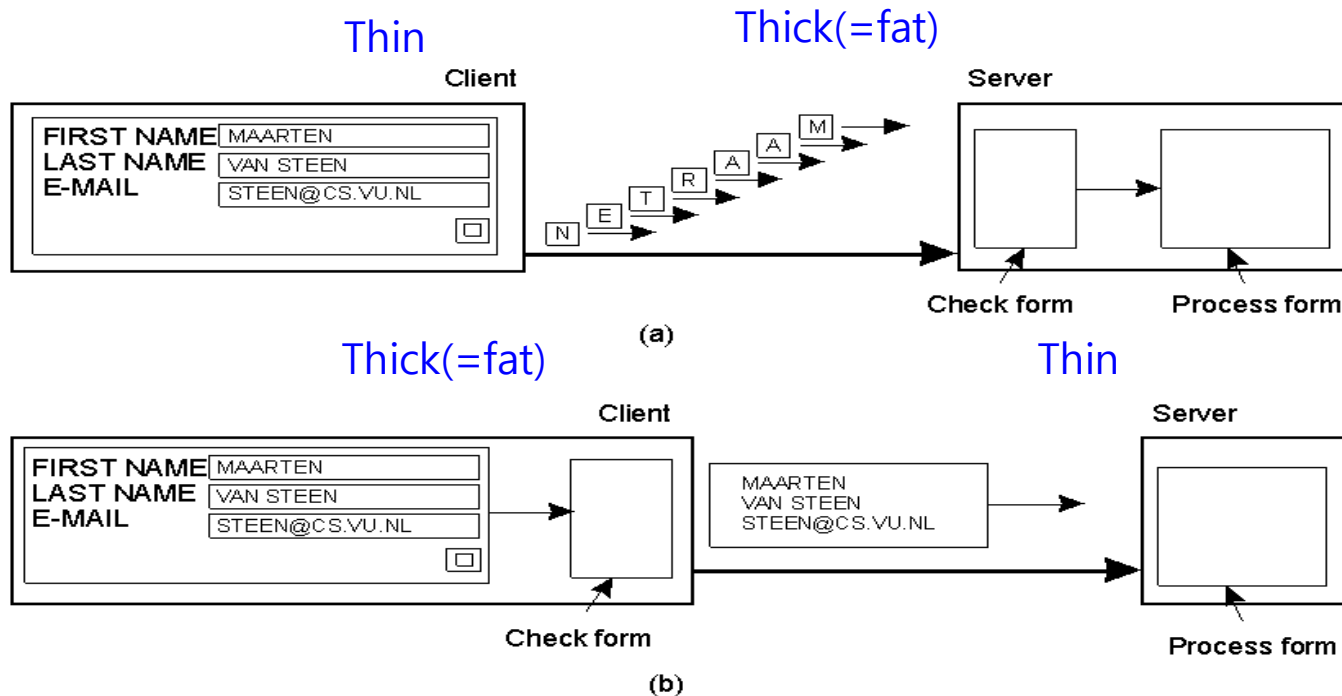 Thin
Thick(=fat)
Client
Server
FIRST NAME MAARTEN
LAST NAME VAN STEEN
E-MAIL STEEN@CS.VU.NL
N E T R A A M
Check form
Process form
(a)
Thick(=fat)
Thin
Client
Server
FIRST NAME MAARTEN
LAST NAME VAN STEEN
E-MAIL STEEN@CS.VU.NL
MAARTEN
VAN STEEN
STEEN@CS.VU.NL
Check form
Process form
(b)